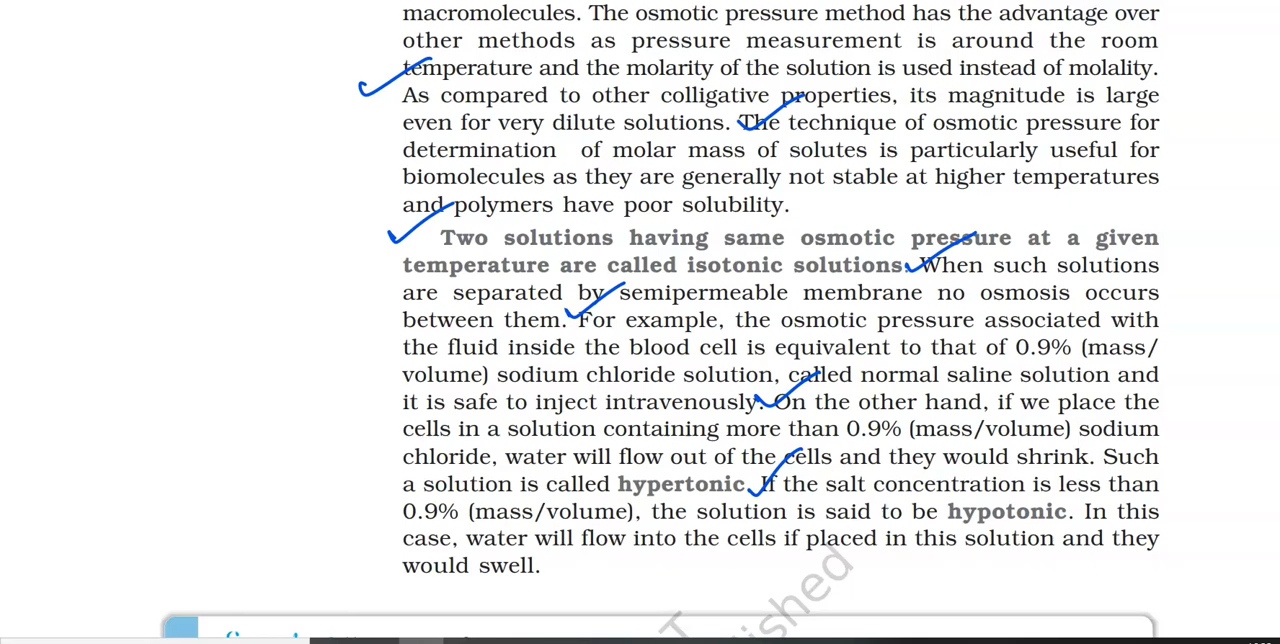 macromolecules. The osmotic pressure method has the advantage over
other methods as pressure measurement is around the room
temperature and the molarity of the solution is used instead of molality.
As compared to other colligative properties, its magnitude is large
even for very dilute solutions. The technique of osmotic pressure for
determination of molar mass of solutes is particularly useful for
biomolecules as they are generally not stable at higher temperatures
and polymers have poor solubility.
Two solutions having same osmotic pressure at a given
temperature are called isotonic solutions. When such solutions
are separated by semipermeable membrane no osmosis occurs
between them. For example, the osmotic pressure associated with
the fluid inside the blood cell is equivalent to that of 0.9% (mass/
volume) sodium chloride solution, called normal saline solution and
it is safe to inject intravenously. On the other hand, if we place the
cells in a solution containing more than 0.9% (mass/volume) sodium
chloride, water will flow out of the cells and they would shrink. Such
a solution is called hypertonic. If the salt concentration is less than
0.9% (mass/volume), the solution is said to be hypotonic. In this
case, water will flow into the cells if placed in this solution and they
would swell.